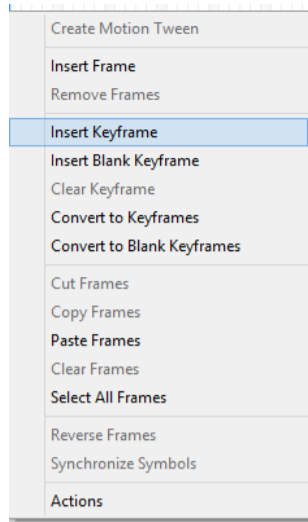 Create Motion Tween
Insert Frame
Remove Frames
Insert Keyframe
Insert Blank Keyframe
Clear Keyframe
Convert to Keyframes
Convert to Blank Keyframes
Cut Frames
Copy Frames
Paste Frames
Clear Frames
Select All Frames
Reverse Frames
Synchronize Symbols
Actions